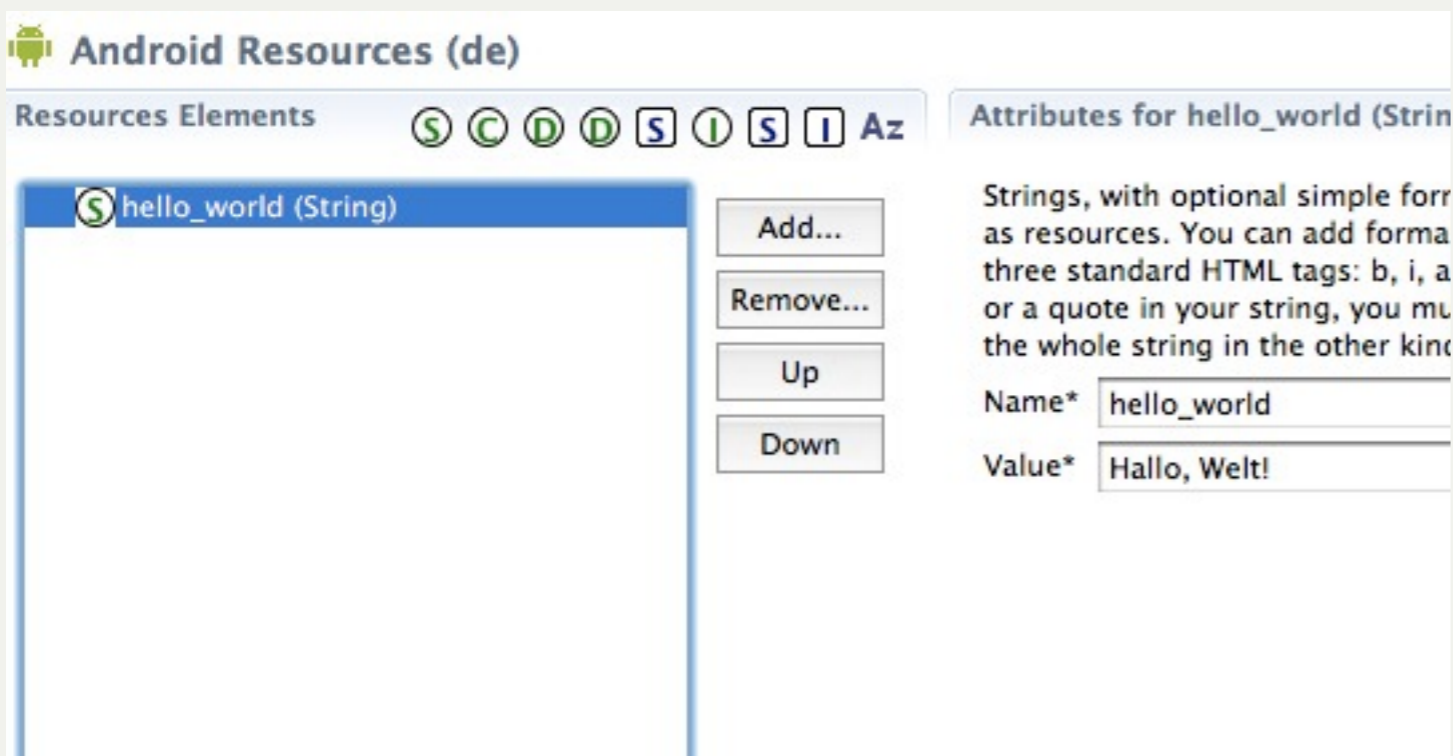 Android Resources (de)
Resources Elements
S C D D S I S I Az
S hello_world (String)
Add...
Remove...
Up
Down
Attributes for hello_world (Strin
Strings, with optional simple forr
as resources. You can add forma
three standard HTML tags: b, i, a
or a quote in your string, you mu
the whole string in the other kind
Name* hello_world
Value* Hallo, Welt!